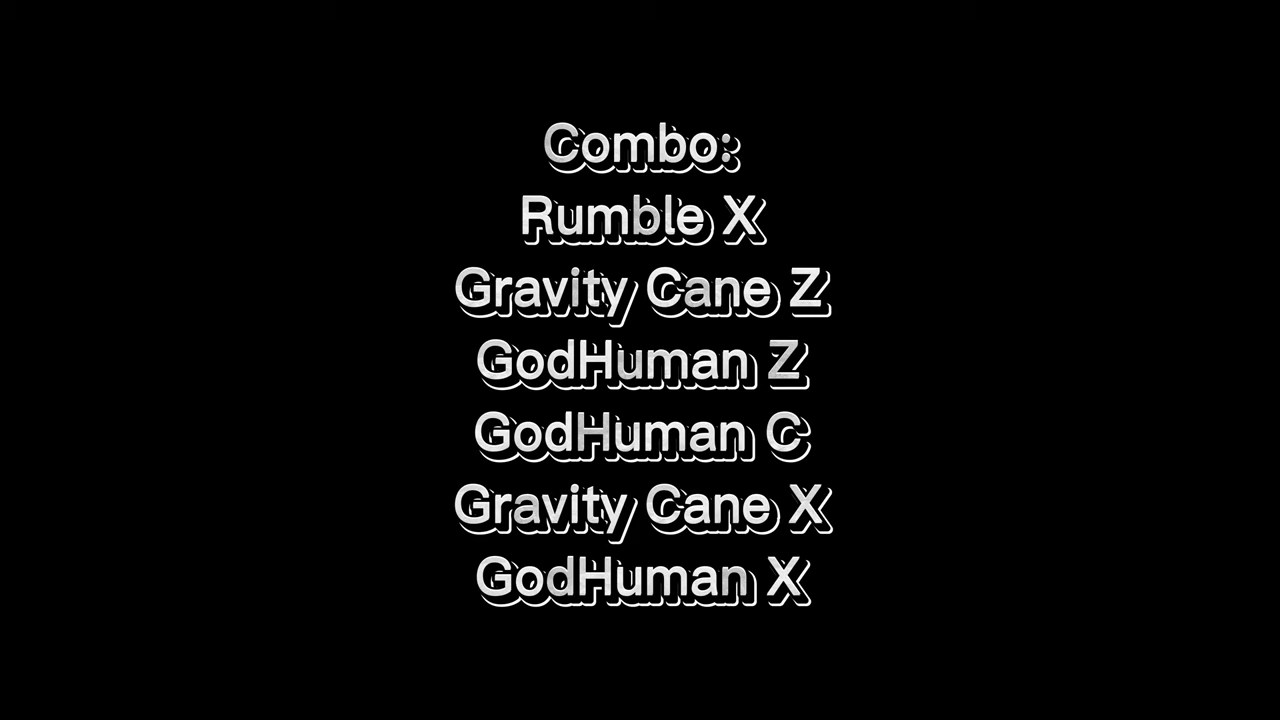 Combo:
Rumble X
Gravity Cane Z
GodHuman Z
GodHuman C
Gravity Cane X
GodHuman X